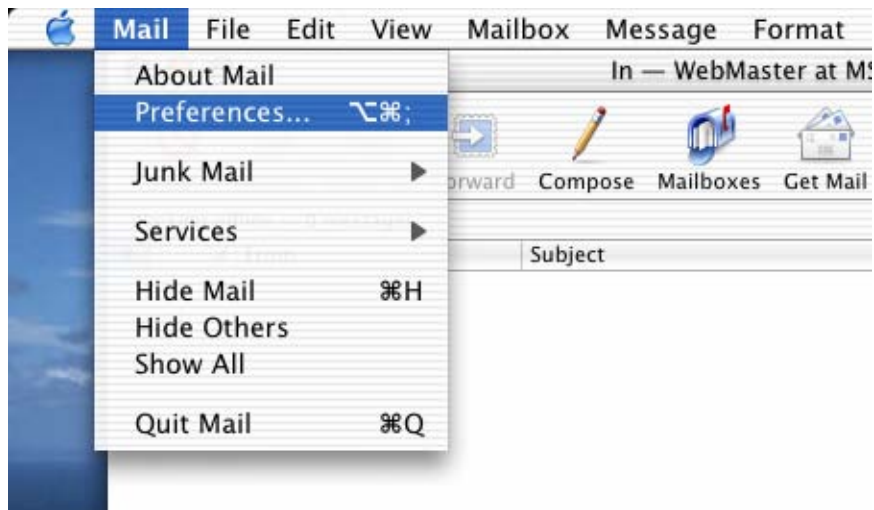 Mail File Edit View Mailbox Message Format
In — WebMaster at MS
About Mail
Preferences... ⌥⌘;
Junk Mail
Services
Hide Mail ⌘H
Hide Others
Show All
Quit Mail ⌘Q
Compose Mailboxes Get Mail
Subject